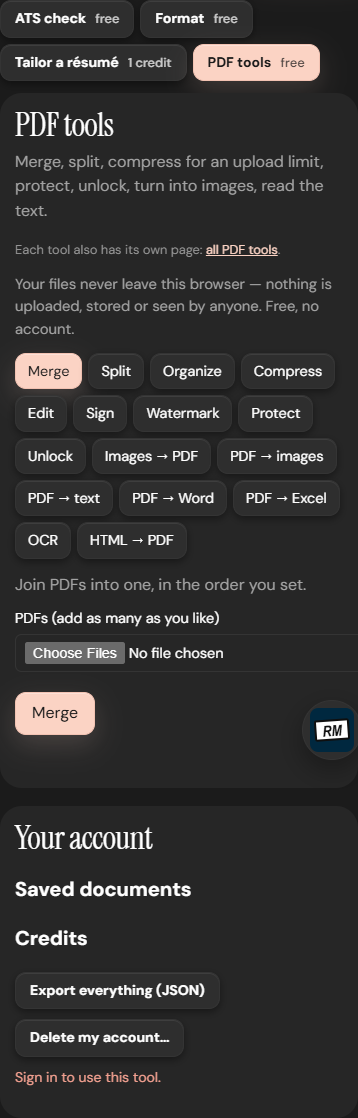 ATS check free Format free
Tailor a résumé 1 credit PDF tools free
PDF tools
Merge, split, compress for an upload limit,
protect, unlock, turn into images, read the
text.
Each tool also has its own page: all PDF tools.
Your files never leave this browser — nothing is
uploaded, stored or seen by anyone. Free, no
account.
Merge Split Organize Compress
Edit Sign Watermark Protect
Unlock Images → PDF PDF → images
PDF → text PDF → Word PDF → Excel
OCR HTML → PDF
Join PDFs into one, in the order you set.
PDFs (add as many as you like)
Choose Files No file chosen
Merge
RM
Your account
Saved documents
Credits
Export everything (JSON)
Delete my account…
Sign in to use this tool.